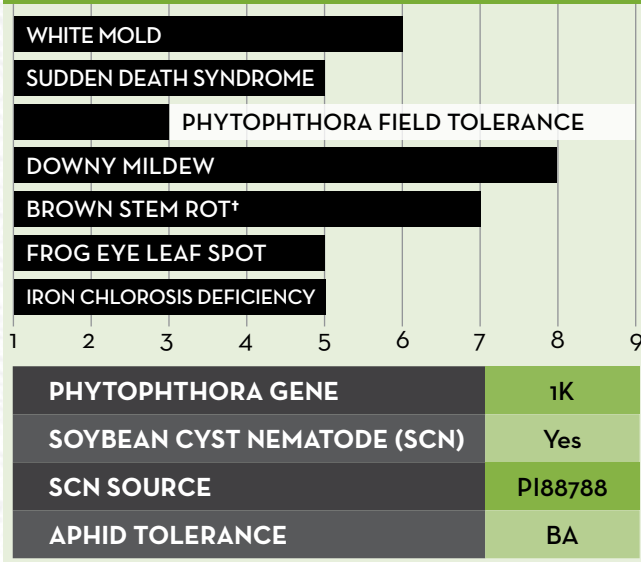 WHITE MOLD
SUDDEN DEATH SYNDROME
PHYTOPHTHORA FIELD TOLERANCE
DOWNY MILDEW
BROWN STEM ROT†
FROG EYE LEAF SPOT
IRON CHLOROSIS DEFICIENCY
1 2 3 4 5 6 7 8 9
PHYTOPHTHORA GENE 1K
SOYBEAN CYST NEMATODE (SCN) Yes
SCN SOURCE PI88788
APHID TOLERANCE BA